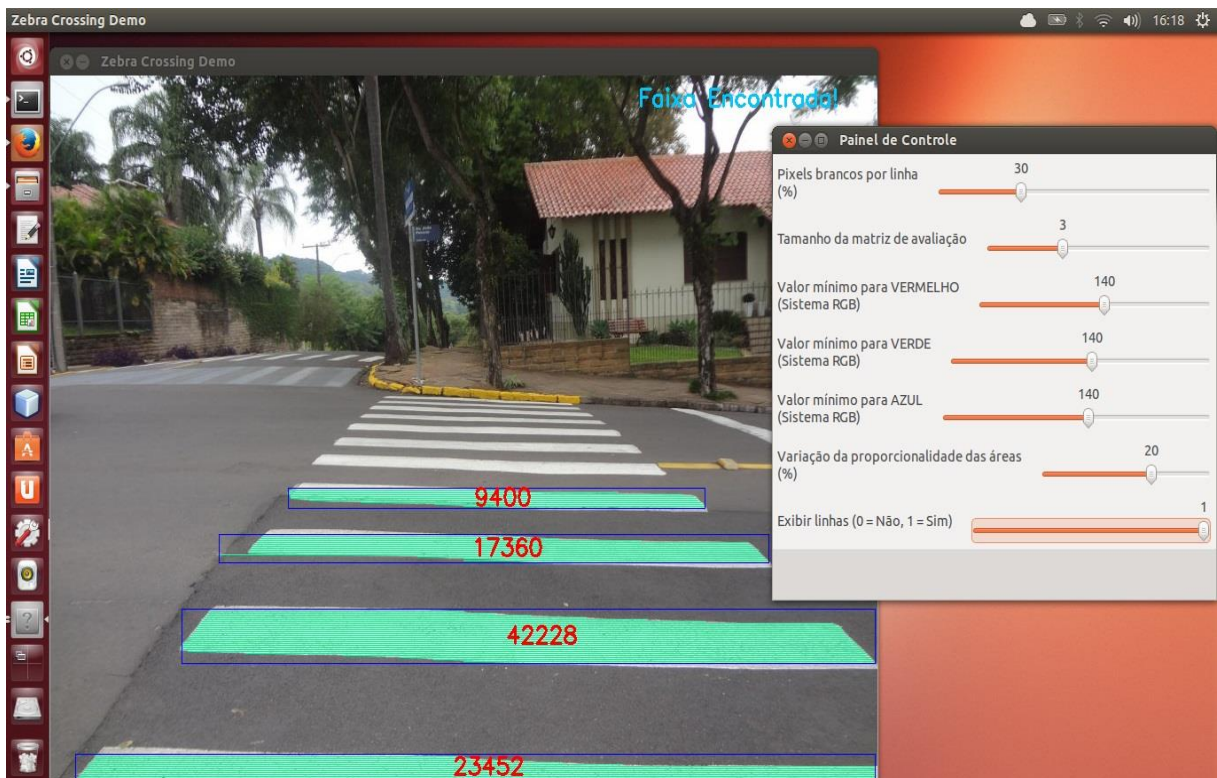 Zebra Crossing Demo
16:18
Zebra Crossing Demo
Faixa Encontrada!
Painel de Controle
Pixels brancos por linha
(%)
30
Tamanho da matriz de avaliação
3
Valor mínimo para VERMELHO
(Sistema RGB)
140
Valor mínimo para VERDE
(Sistema RGB)
140
Valor mínimo para AZUL
(Sistema RGB)
140
Variação da proporcionalidade das áreas
(%)
20
Exibir linhas (0 = Não, 1 = Sim)
1
9400
17360
42228
23452